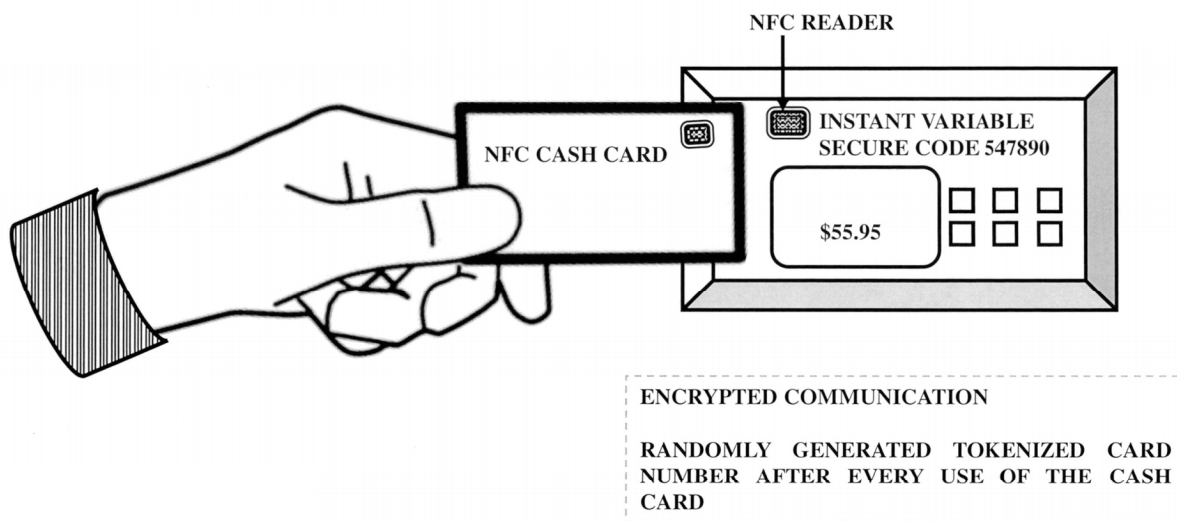 NFC READER
INSTANT VARIABLE
SECURE CODE 547890
NFC CASH CARD
$55.95
ENCRYPTED COMMUNICATION
RANDOMLY GENERATED TOKENIZED CARD
NUMBER AFTER EVERY USE OF THE CASH
CARD